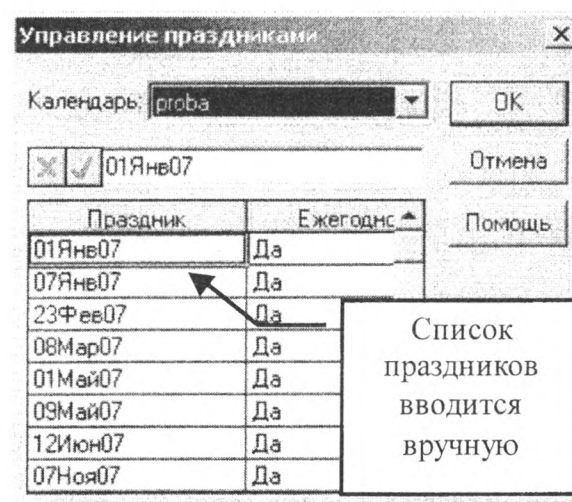 Управление праздниками
Календарь: proba
OK
01Янв07
Отмена
Праздник Ежегодно
Помощь
01Янв07 Да
07Янв07 Да
23Фев07 Да
08Мар07 Да
01Май07 Да
09Май07 Да
12Июн07 Да
07Ноя07 Да
Список
праздников
вводится
вручную